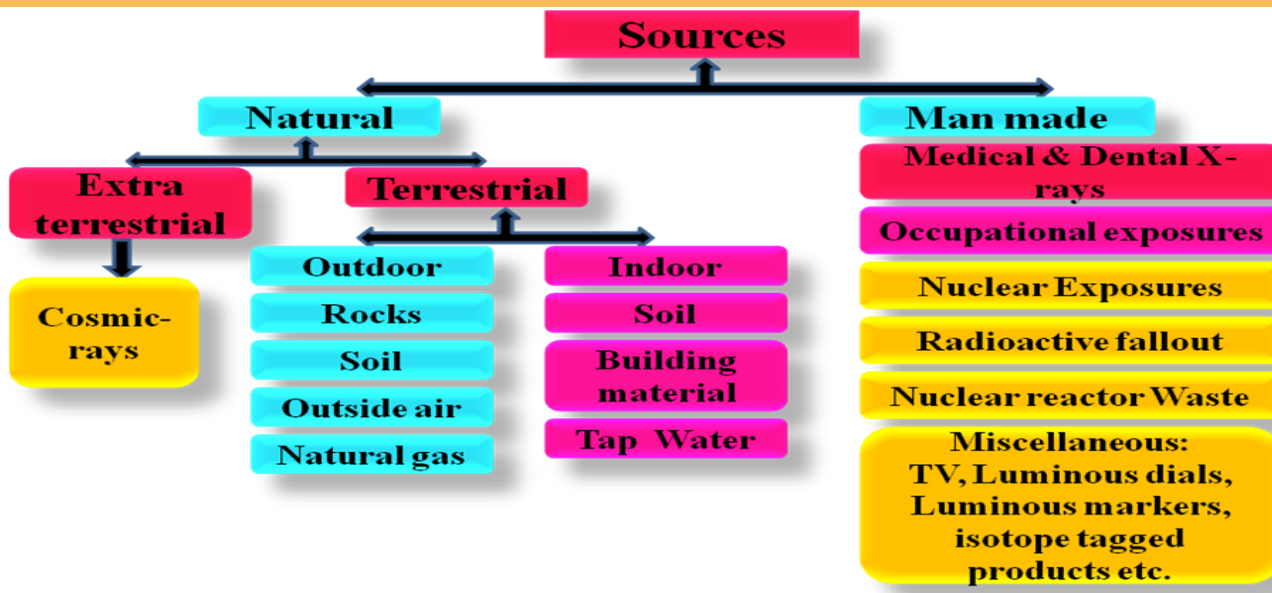 Sources
Natural
Man made
Extra
terrestrial
Terrestrial
Cosmic-
rays
Outdoor
Rocks
Soil
Outside air
Natural gas
Indoor
Soil
Building
material
Tap Water
Medical & Dental X-
rays
Occupational exposures
Nuclear Exposures
Radioactive fallout
Nuclear reactor Waste
Miscellaneous:
TV, Luminous dials,
Luminous markers,
isotope tagged
products etc.